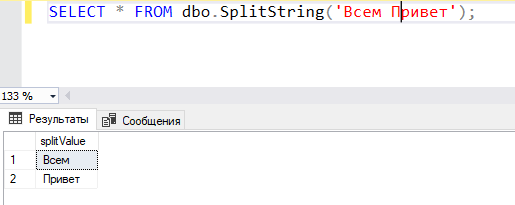 SELECT * FROM dbo.SplitString('Всем Привет');
133 %
Результаты Сообщения
splitValue
1 Всем
2 Привет